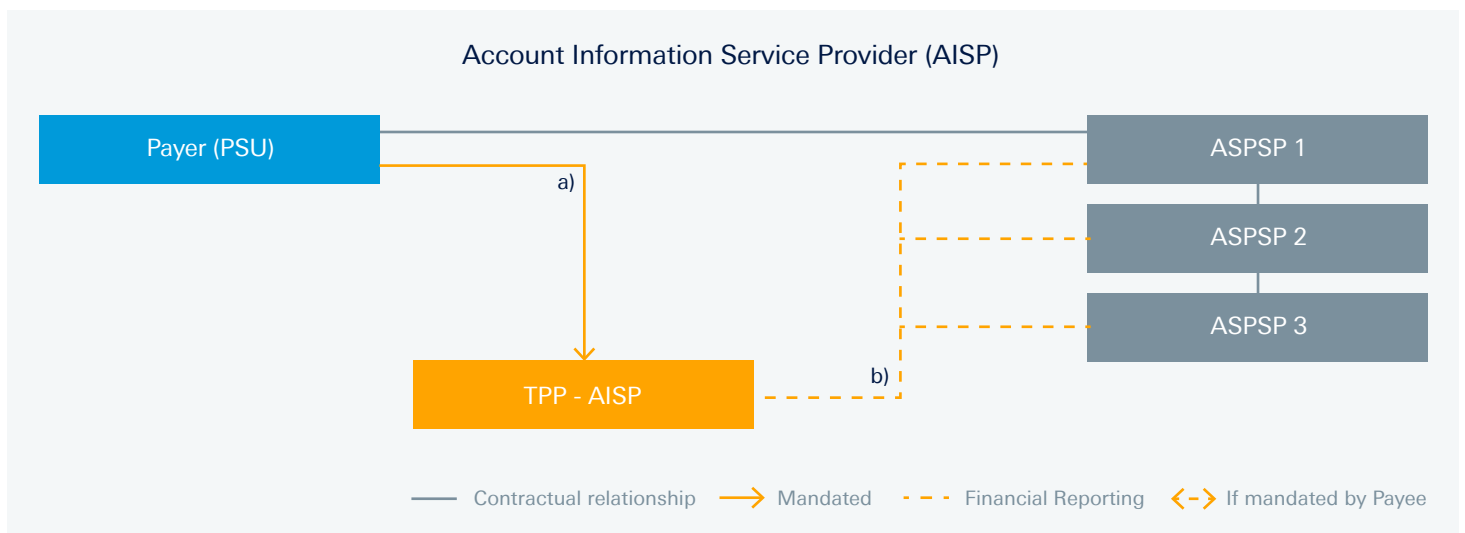 Account Information Service Provider (AISP)
Payer (PSU)
ASPSP 1
a)
ASPSP 2
ASPSP 3
b)
TPP - AISP
Contractual relationship
Mandated
Financial Reporting
If mandated by Payee